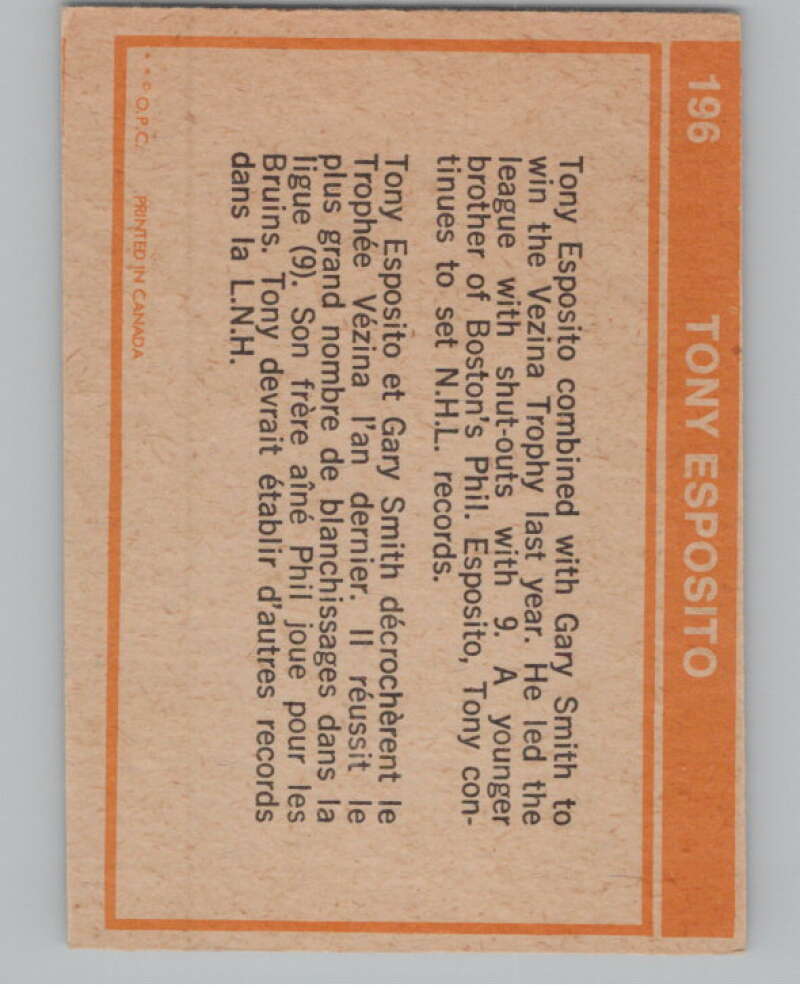 196 TONY ESPOSITO
Tony Esposito combined with Gary Smith to
win the Vezina Trophy last year. He led the
league with shut-outs with 9. A younger
brother of Boston's Phil. Esposito, Tony con-
tinues to set N.H.L. records.
Tony Esposito et Gary Smith décrochèrent le
Trophée Vézina l'an dernier. Il réussit le
plus grand nombre de blanchissages dans la
ligue (9). Son frère aîné Phil joue pour les
Bruins. Tony devrait établir d'autres records
dans la L.N.H.
* * © O.P.C. PRINTED IN CANADA